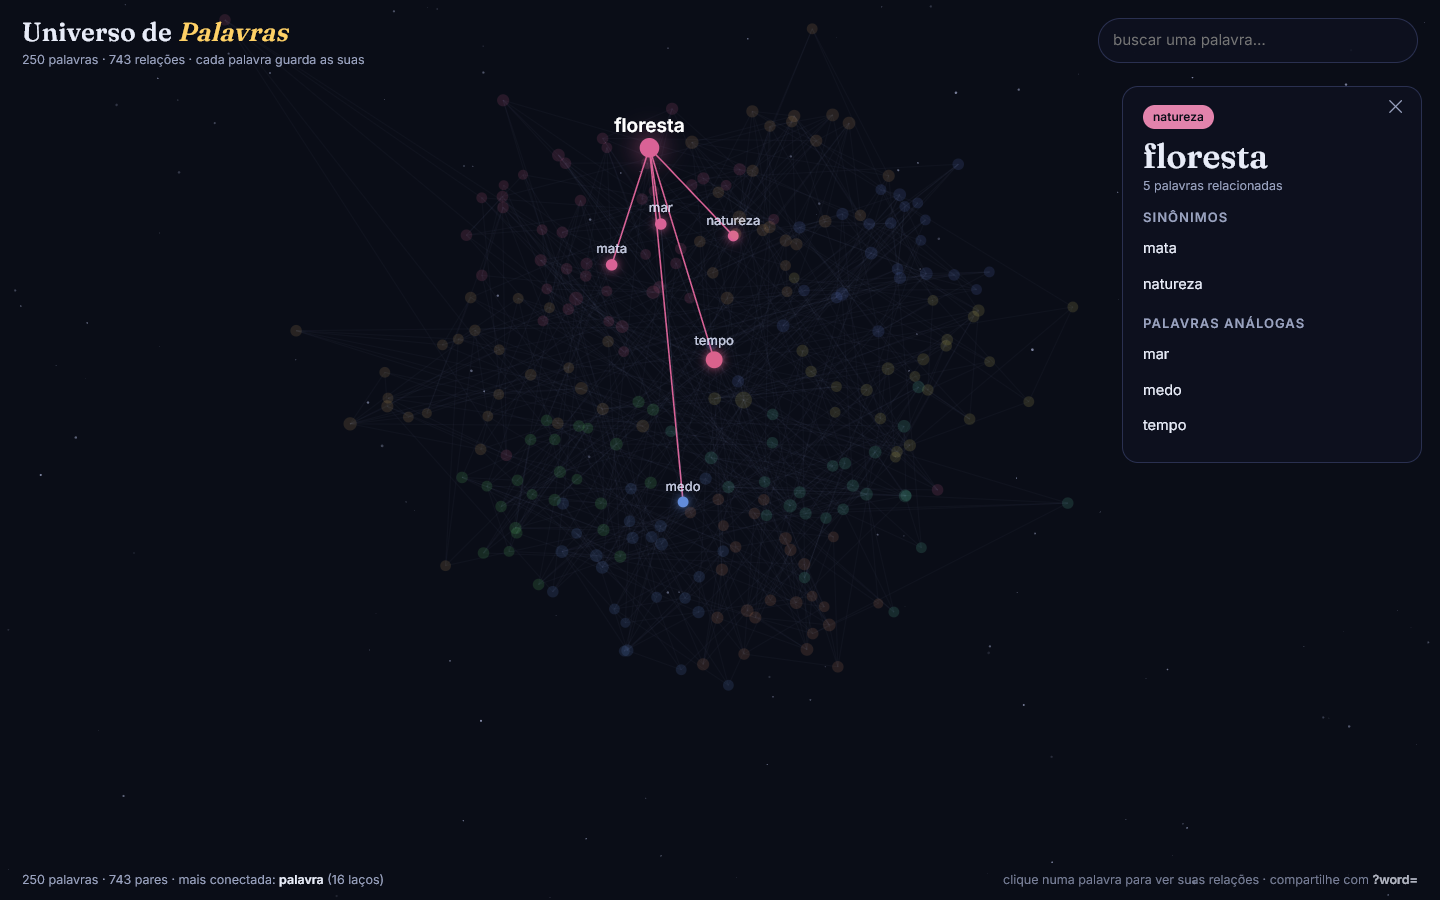 Universo de Palavras
250 palavras · 743 relações · cada palavra guarda as suas
buscar uma palavra...
natureza
floresta
5 palavras relacionadas
SINÔNIMOS
mata
natureza
PALAVRAS ANÁLOGAS
mar
medo
tempo
floresta
mar
natureza
mata
tempo
medo
250 palavras · 743 pares · mais conectada: palavra (16 laços)
clique numa palavra para ver suas relações · compartilhe com ?word=